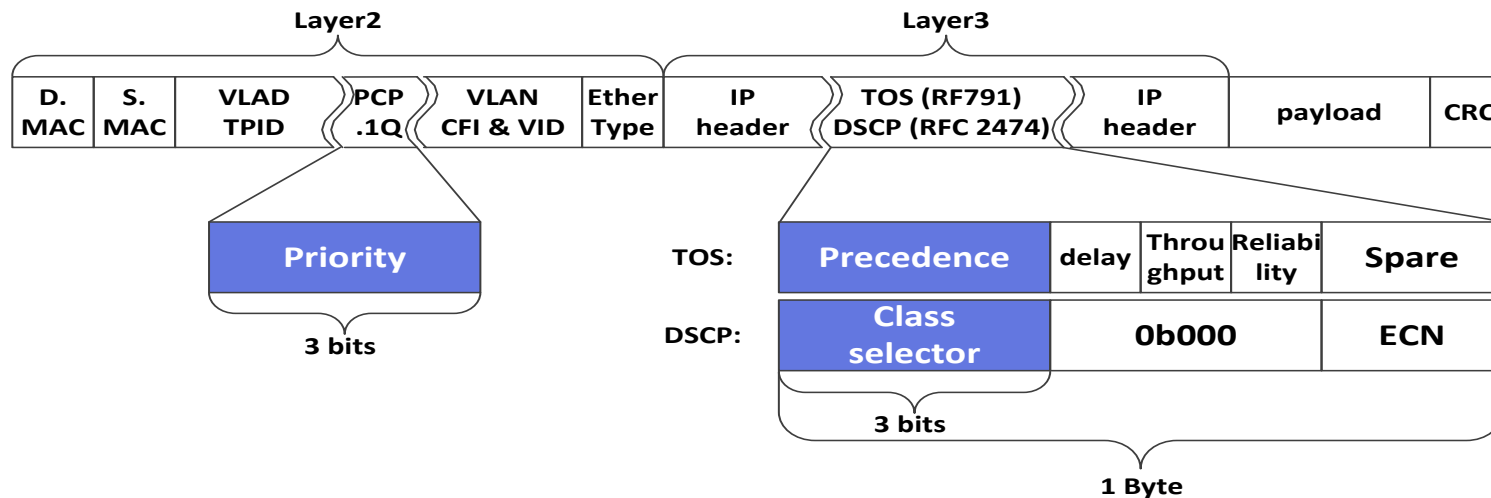 Layer2
Layer3
D.
MAC
S.
MAC
VLAD
TPID
PCP
.1Q
VLAN
CFI & VID
Ether
Type
IP
header
TOS (RF791)
DSCP (RFC 2474)
IP
header
payload
CRC
Priority
3 bits
TOS:
Precedence
delay
Throu
ghput
Reliabi
lity
Spare
DSCP:
Class
selector
0b000
ECN
3 bits
1 Byte